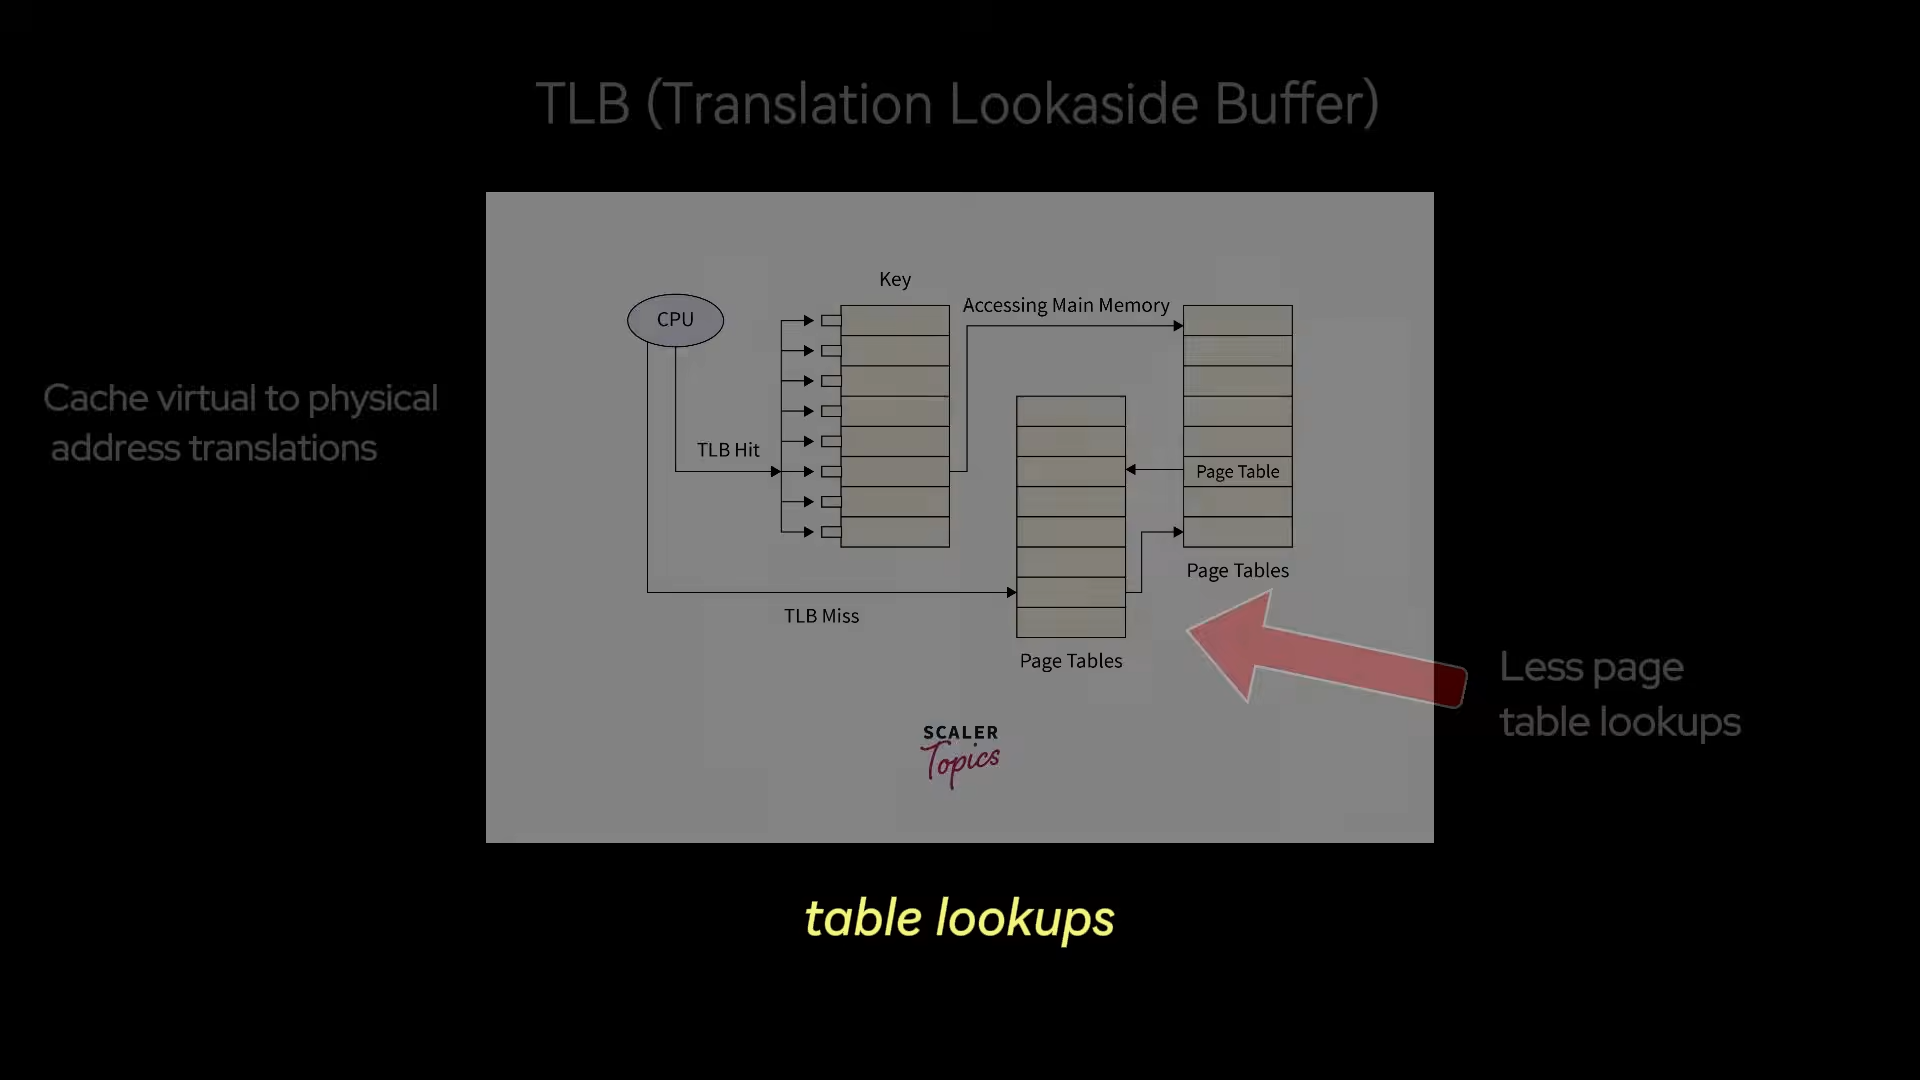 TLB (Translation Lookaside Buffer)
Cache virtual to physical
address translations
Key
CPU
Accessing Main Memory
TLB Hit
Page Table
Page Tables
TLB Miss
Page Tables
Less page
table lookups
SCALER
Topics
table lookups